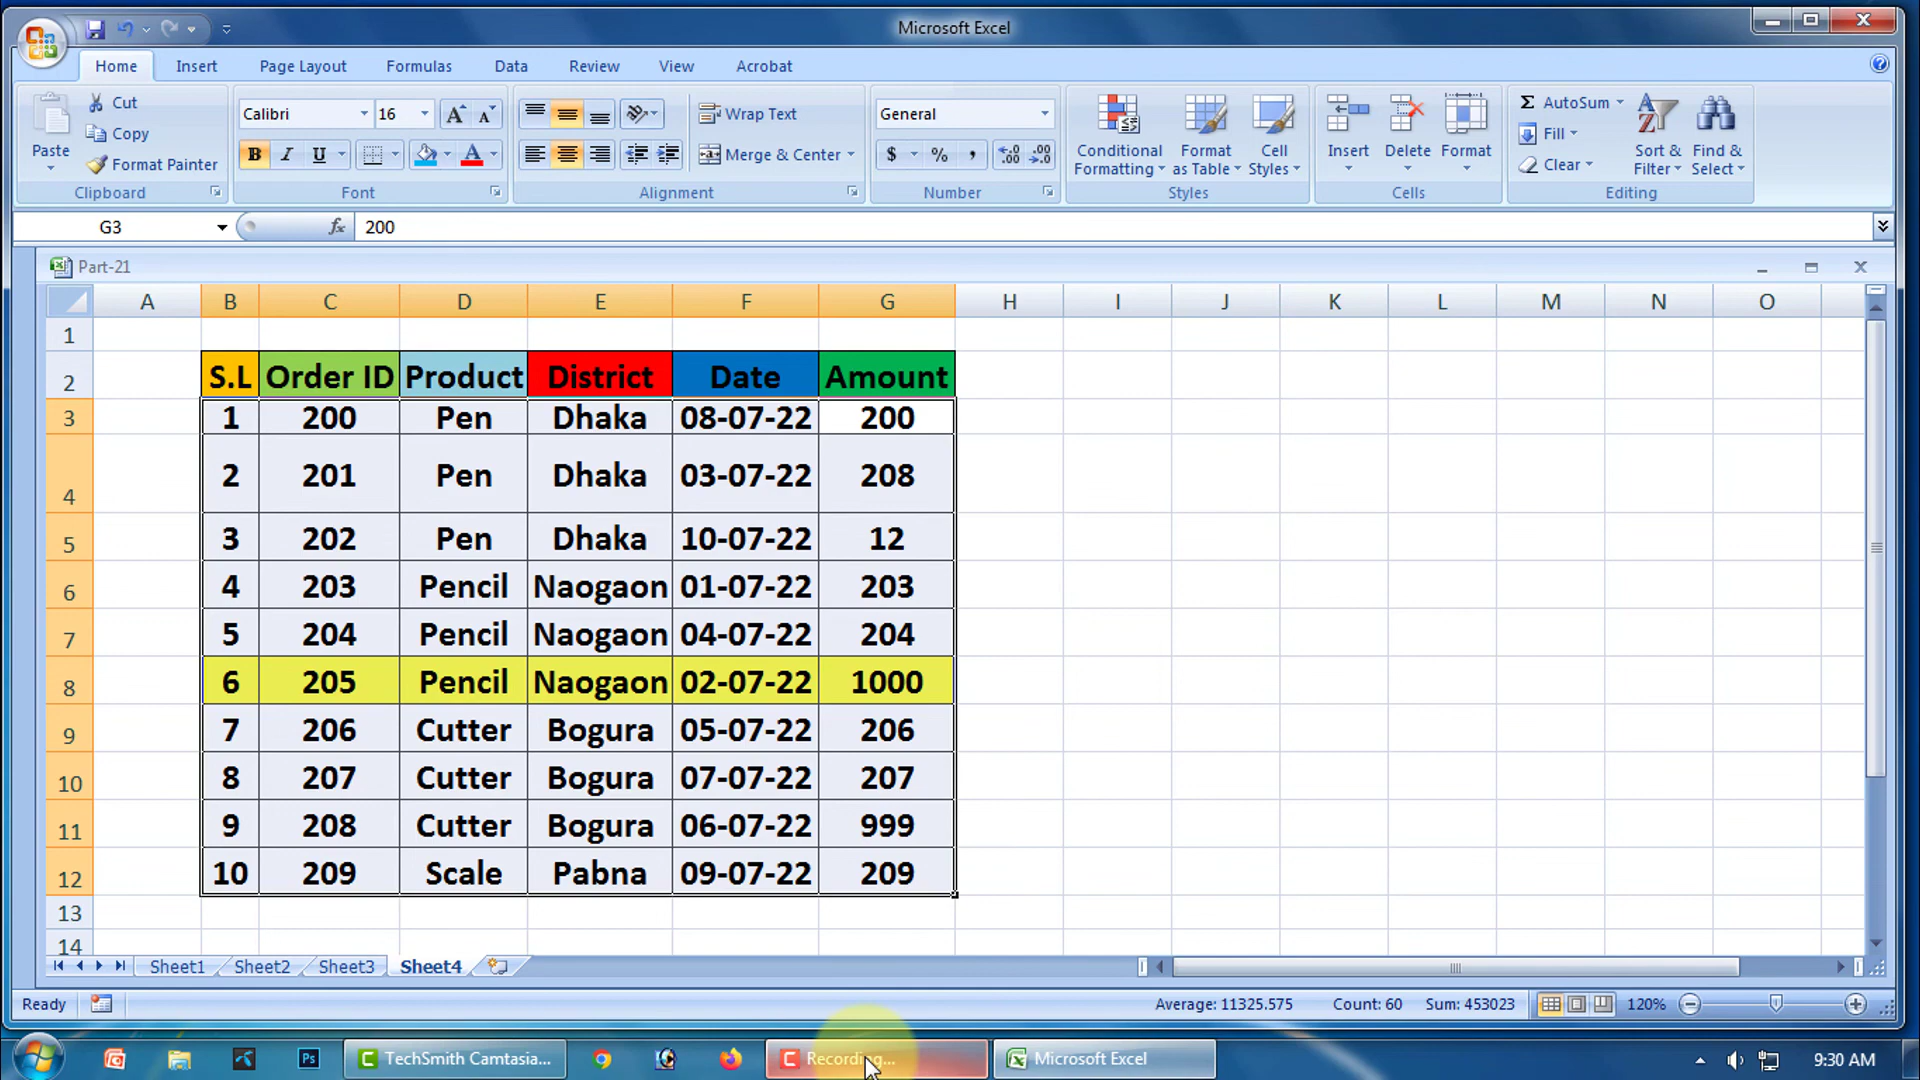 Microsoft Excel
Home Insert Page Layout Formulas Data Review View Acrobat
Paste
Cut
Copy
Format Painter
Clipboard
Calibri 16
B I U A
Font
Wrap Text
Merge & Center
Alignment
General
$ % ,
Number
Conditional Formatting
Format as Table
Cell Styles
Styles
Insert Delete Format
Cells
AutoSum
Fill
Clear
Sort & Filter
Find & Select
Editing
G3 fx 200
Part-21
A B C D E F G H I J K L M N O
1
2 S.L Order ID Product District Date Amount
3 1 200 Pen Dhaka 08-07-22 200
4 2 201 Pen Dhaka 03-07-22 208
5 3 202 Pen Dhaka 10-07-22 12
6 4 203 Pencil Naogaon 01-07-22 203
7 5 204 Pencil Naogaon 04-07-22 204
8 6 205 Pencil Naogaon 02-07-22 1000
9 7 206 Cutter Bogura 05-07-22 206
10 8 207 Cutter Bogura 07-07-22 207
11 9 208 Cutter Bogura 06-07-22 999
12 10 209 Scale Pabna 09-07-22 209
13
14
Sheet1 Sheet2 Sheet3 Sheet4
Ready Average: 11325.575 Count: 60 Sum: 453023 120%
Ps TechSmith Camtasia... Recording... Microsoft Excel 9:30 AM